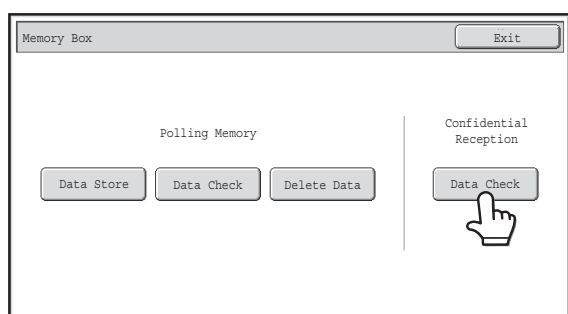 Memory Box
Exit
Polling Memory
Data Store
Data Check
Delete Data
Confidential
Reception
Data Check